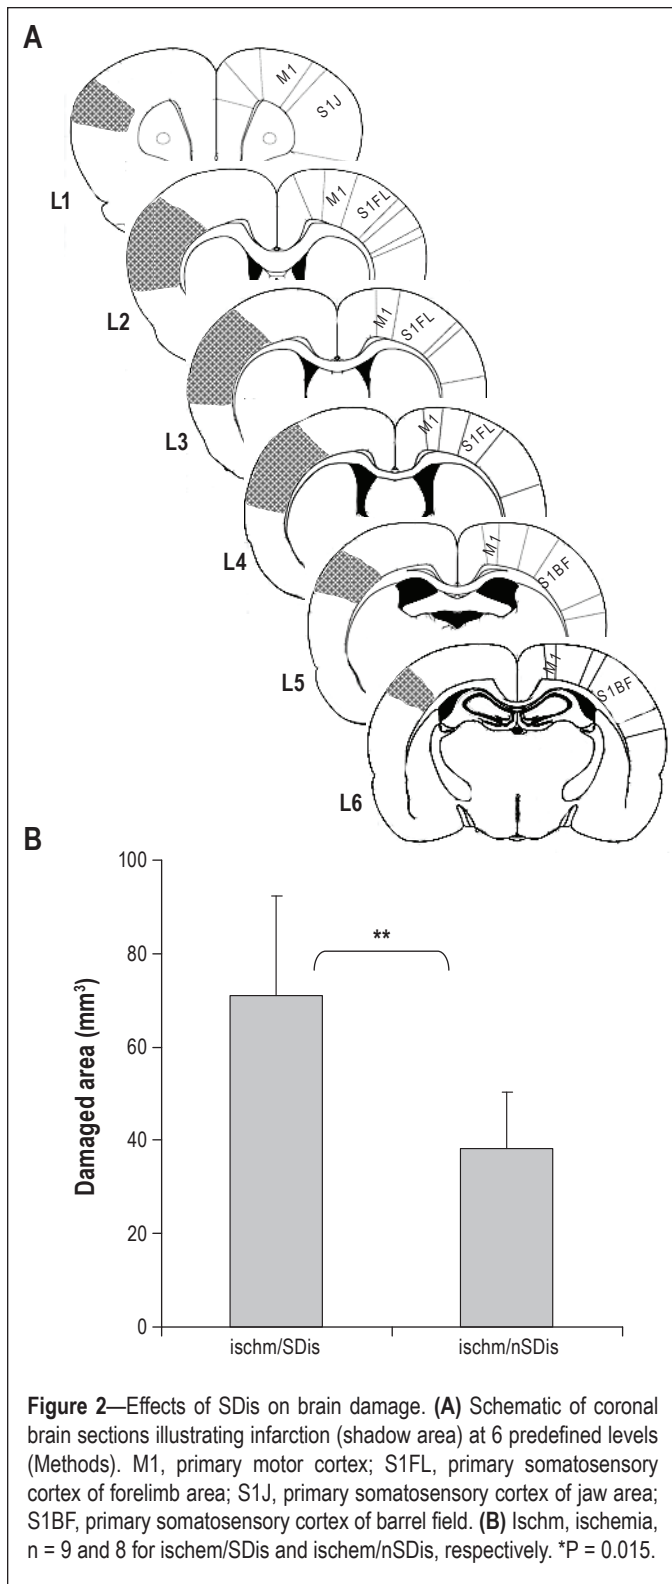 A
M1
S1J
L1
M1
S1FL
L2
M1
S1FL
L3
M1
S1FL
L4
M1
S1BF
L5
M1
S1BF
L6
B
100
80
60
40
20
0
Damaged area (mm³)
**
ischm/SDis
ischm/nSDis
Figure 2—Effects of SDis on brain damage. (A) Schematic of coronal
brain sections illustrating infarction (shadow area) at 6 predefined levels
(Methods). M1, primary motor cortex; S1FL, primary somatosensory
cortex of forelimb area; S1J, primary somatosensory cortex of jaw area;
S1BF, primary somatosensory cortex of barrel field. (B) Ischm, ischemia,
n = 9 and 8 for ischem/SDis and ischem/nSDis, respectively. *P = 0.015.